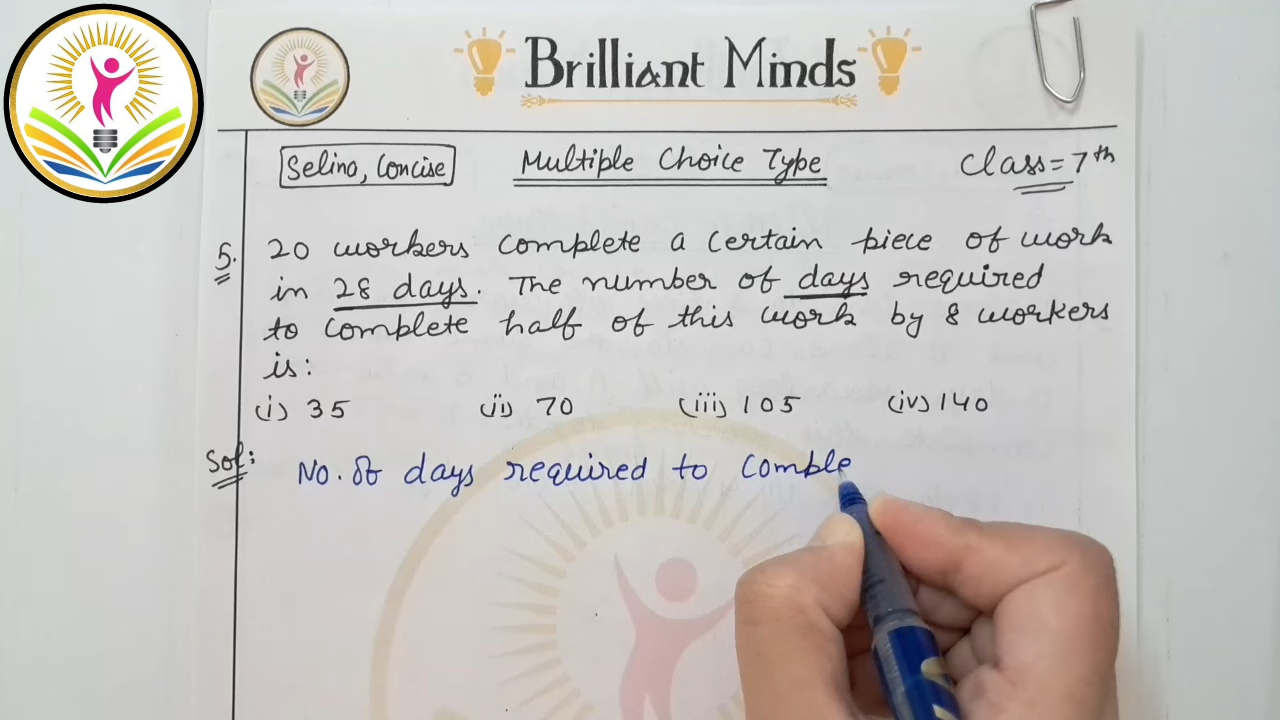 Brilliant Minds
Selina, Concise
Multiple Choice Type
Class = 7th
5. 20 workers complete a certain piece of work
in 28 days. The number of days required
to complete half of this work by 8 workers
is:
(i) 35 (ii) 70 (iii) 105 (iv) 140
Sol: No. of days required to comple